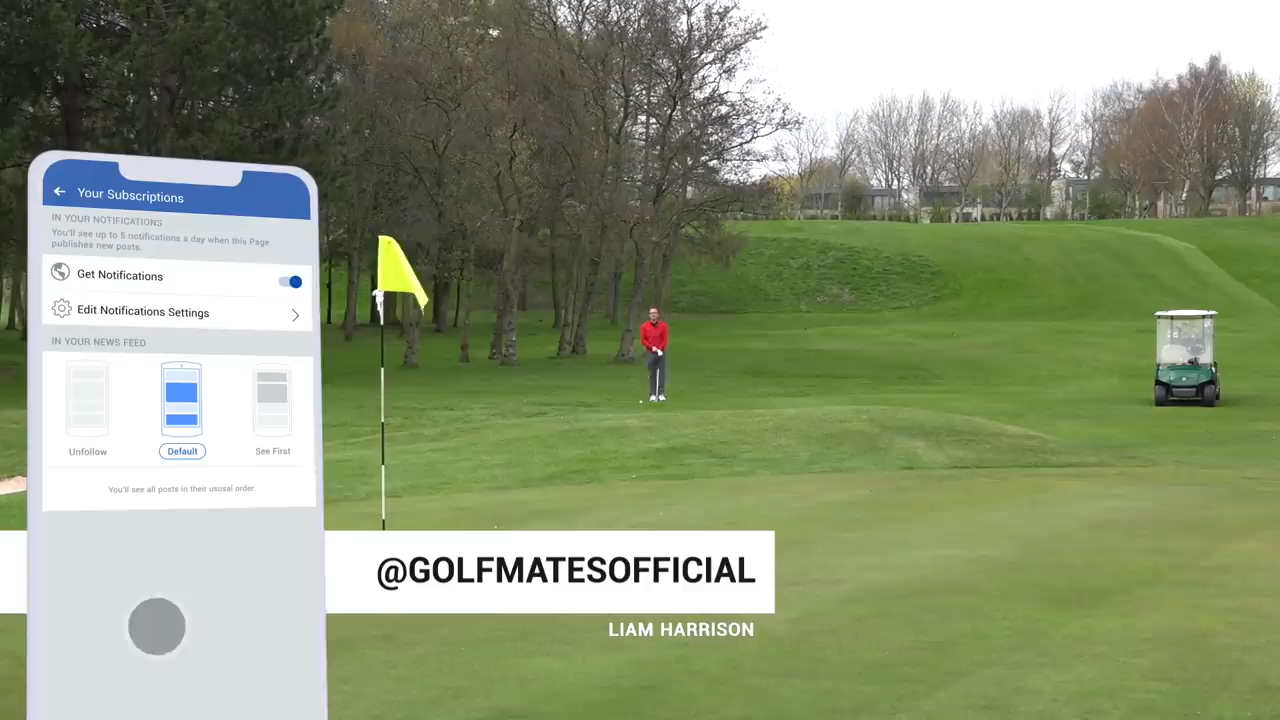 Your Subscriptions
IN YOUR NOTIFICATIONS
You'll see up to 5 notifications a day when this Page
publishes new posts.
Get Notifications
Edit Notifications Settings
IN YOUR NEWS FEED
Unfollow
Default
See First
You'll see all posts in their ususal order.
@GOLFMATESOFFICIAL
LIAM HARRISON